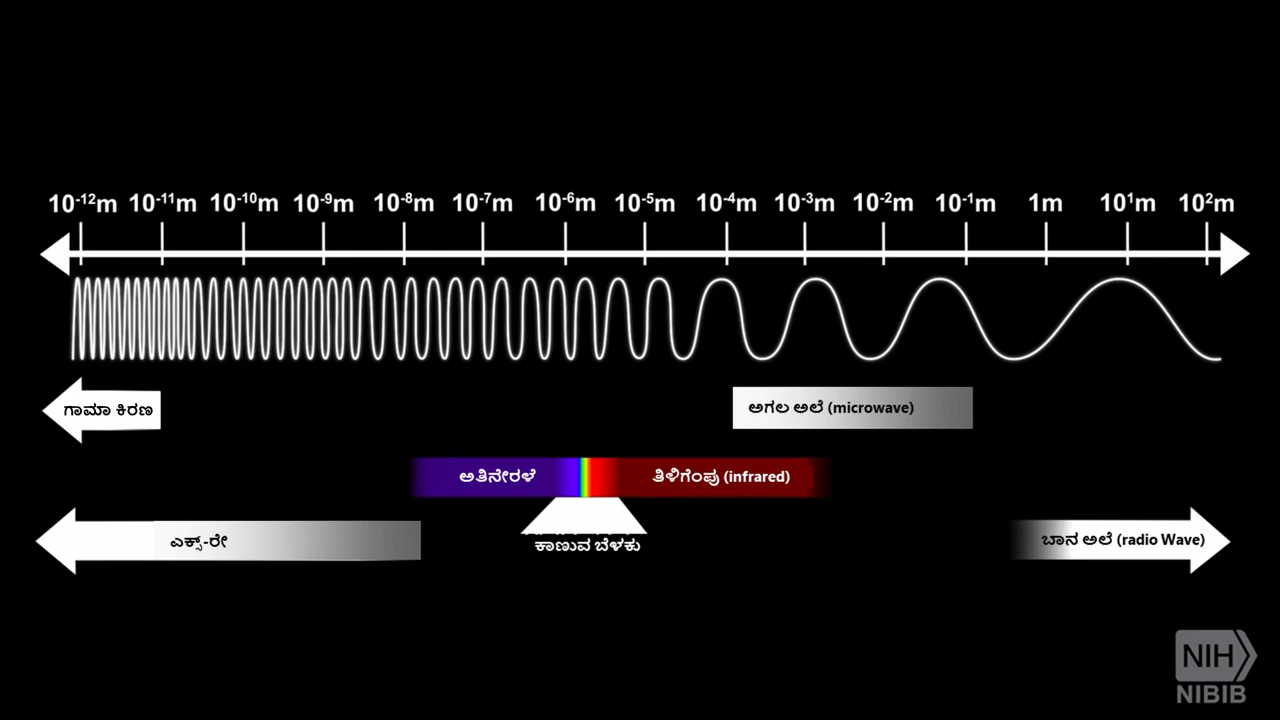 10⁻¹²m 10⁻¹¹m 10⁻¹⁰m 10⁻⁹m 10⁻⁸m 10⁻⁷m 10⁻⁶m 10⁻⁵m 10⁻⁴m 10⁻³m 10⁻²m 10⁻¹m 1m 10¹m 10²m
ಗಾಮಾ ಕಿರಣ
ಅಗಲ ಅಲೆ (microwave)
ಅತಿನೇರಳೆ
ತಿಳಿಗೆಂಪು (infrared)
ಎಕ್ಸ್-ರೇ
ಕಾಣುವ ಬೆಳಕು
ಬಾನ ಅಲೆ (radio Wave)
NIH
NIBIB